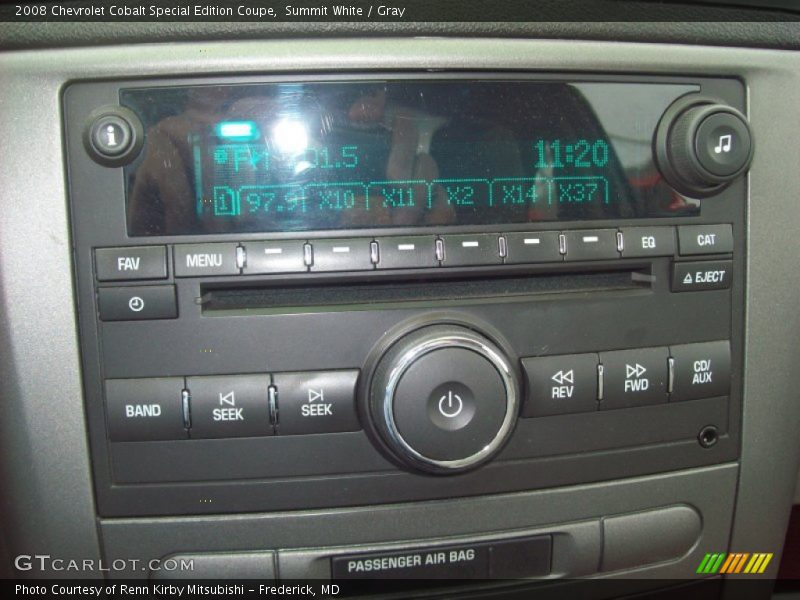 2008 Chevrolet Cobalt Special Edition Coupe, Summit White / Gray
i
11:20
1 97.9 X10 X11 X2 X14 X37
FAV MENU EQ CAT
EJECT
BAND SEEK SEEK REV FWD CD/
AUX
PASSENGER AIR BAG
GTCARLOT.COM
Photo Courtesy of Renn Kirby Mitsubishi - Frederick, MD